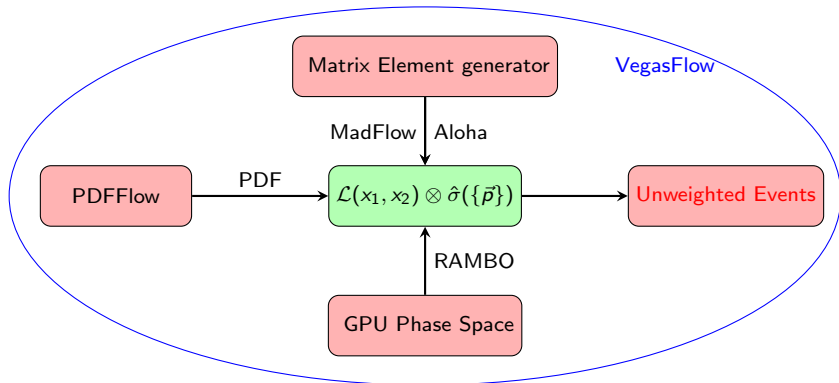 Matrix Element generator
VegasFlow
MadFlow
Aloha
PDFFlow
PDF
ℒ(x₁, x₂) ⊗ σ̂({p⃗})
Unweighted Events
RAMBO
GPU Phase Space